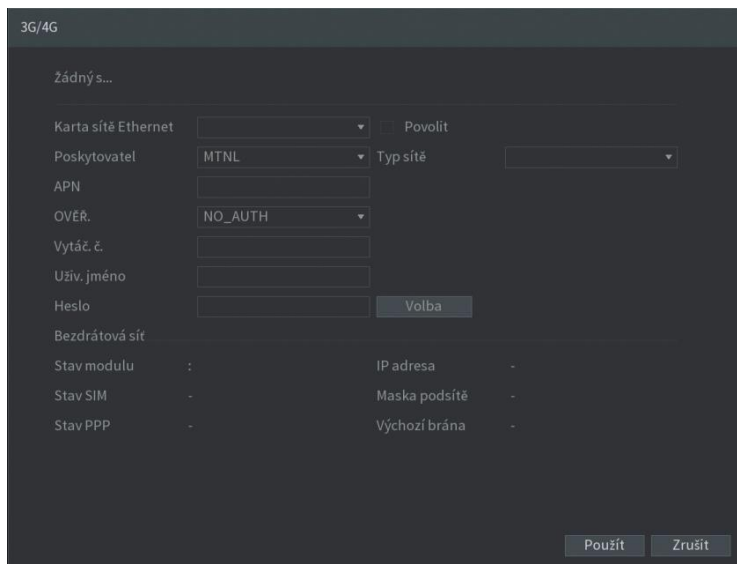 3G/4G
Žádný s...
Karta sítě Ethernet Povolit
Poskytovatel MTNL Typ sítě
APN
OVĚŘ. NO_AUTH
Vytáč. č.
Uživ. jméno
Heslo Volba
Bezdrátová síť
Stav modulu : IP adresa -
Stav SIM - Maska podsítě -
Stav PPP - Výchozí brána -
Použít Zrušit